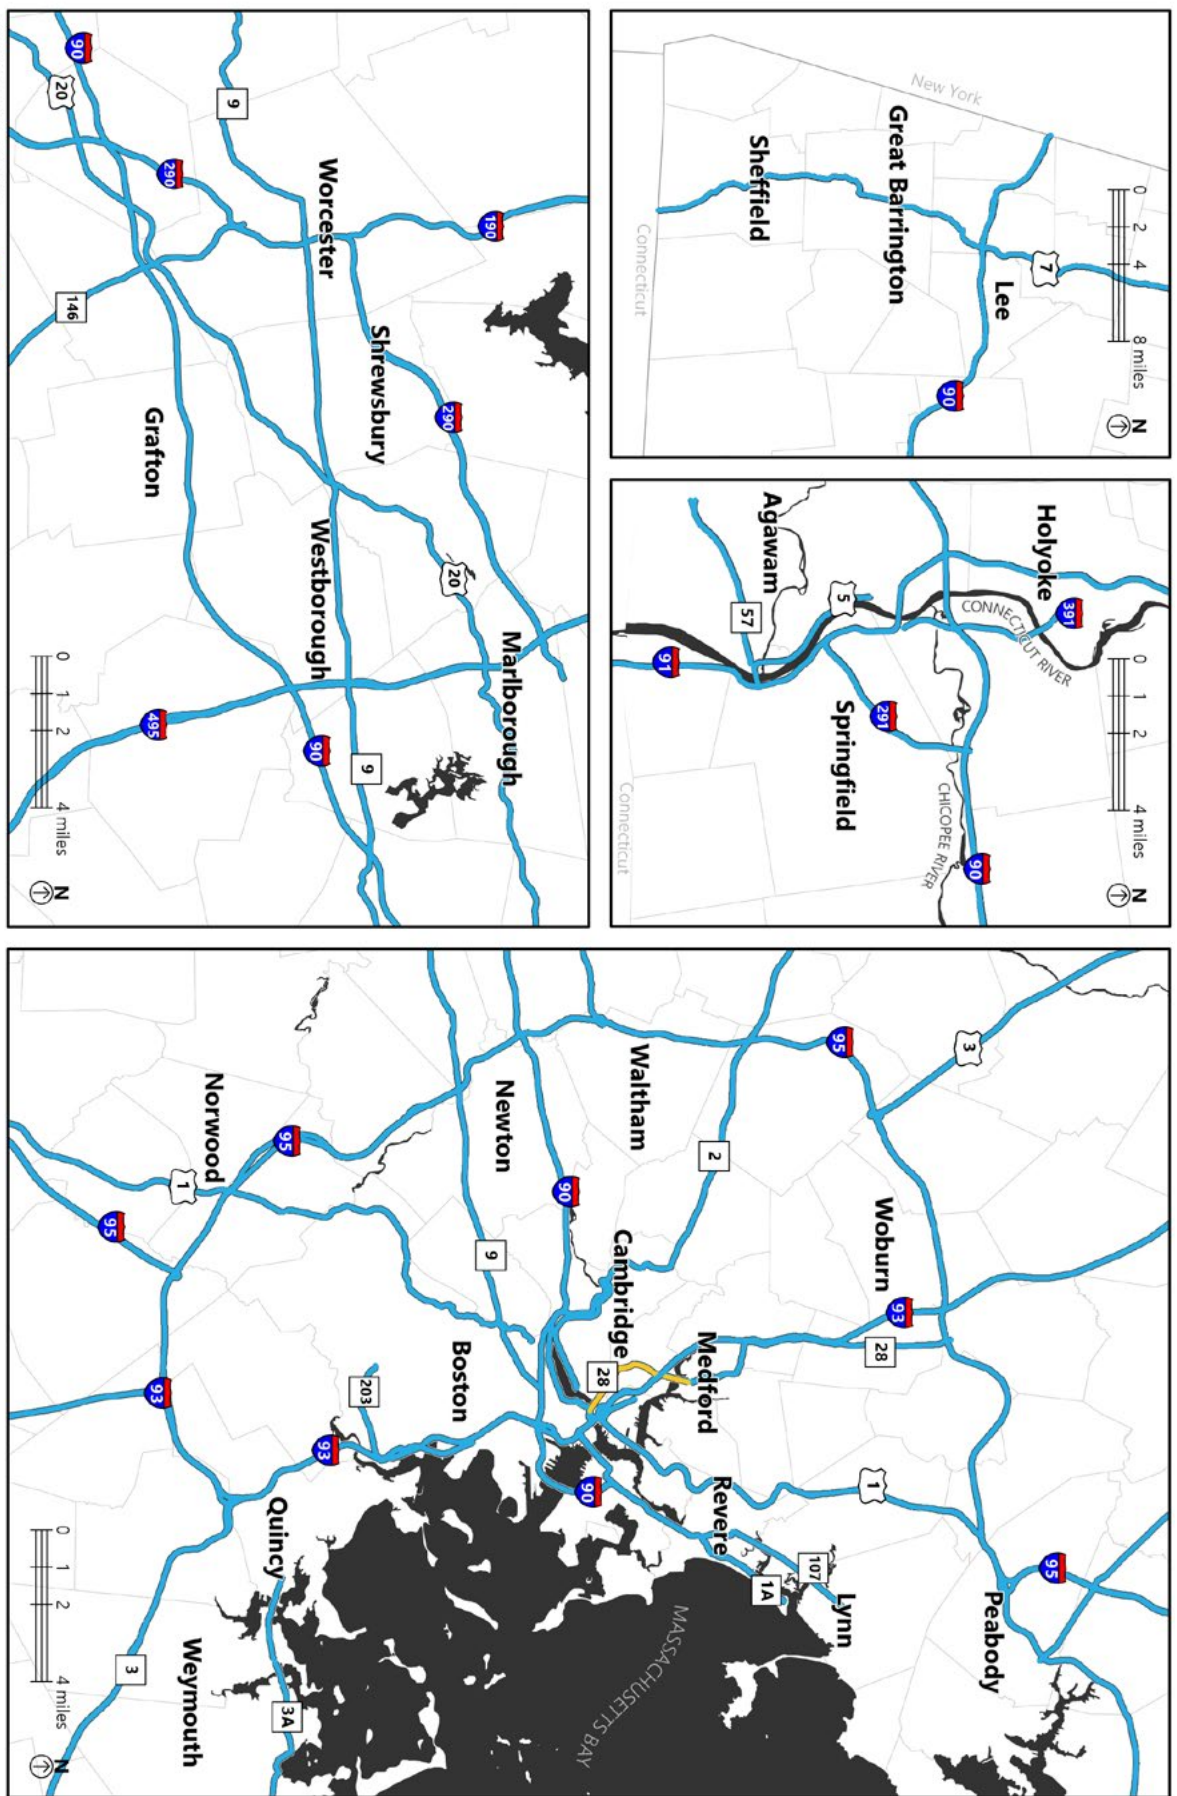 New York
Great Barrington
Sheffield
Lee
Connecticut
7
90
0 2 4 8 miles
N
Holyoke
Agawam
Springfield
CONNECTICUT RIVER
CHICOPEE RIVER
Connecticut
391
5
57
91
291
90
0 1 2 4 miles
N
Worcester
Shrewsbury
Grafton
Westborough
Marlborough
90
20
9
290
190
146
290
20
495
90
9
0 1 2 4 miles
N
Waltham
Newton
Norwood
Woburn
Cambridge
Medford
Boston
Revere
Lynn
Peabody
Quincy
Weymouth
MASSACHUSETTS BAY
3
95
2
95
1
95
90
9
93
28
28
203
93
93
90
1
107
1A
95
3
3A
0 1 2 4 miles
N